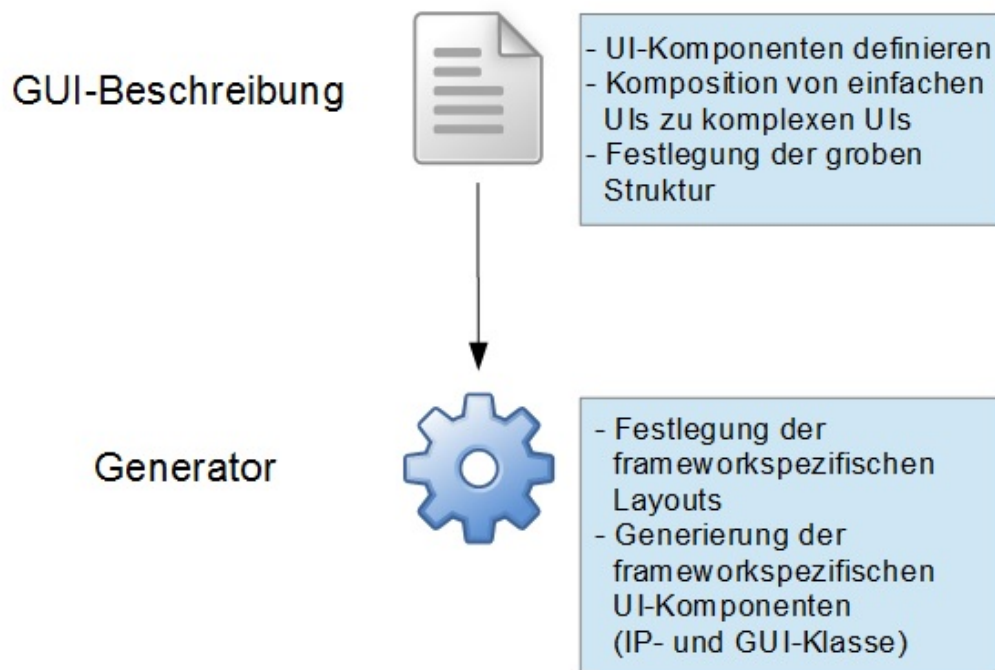 GUI-Beschreibung
- UI-Komponenten definieren
- Komposition von einfachen
UIs zu komplexen UIs
- Festlegung der groben
Struktur
Generator
- Festlegung der
frameworkspezifischen
Layouts
- Generierung der
frameworkspezifischen
UI-Komponenten
(IP- und GUI-Klasse)